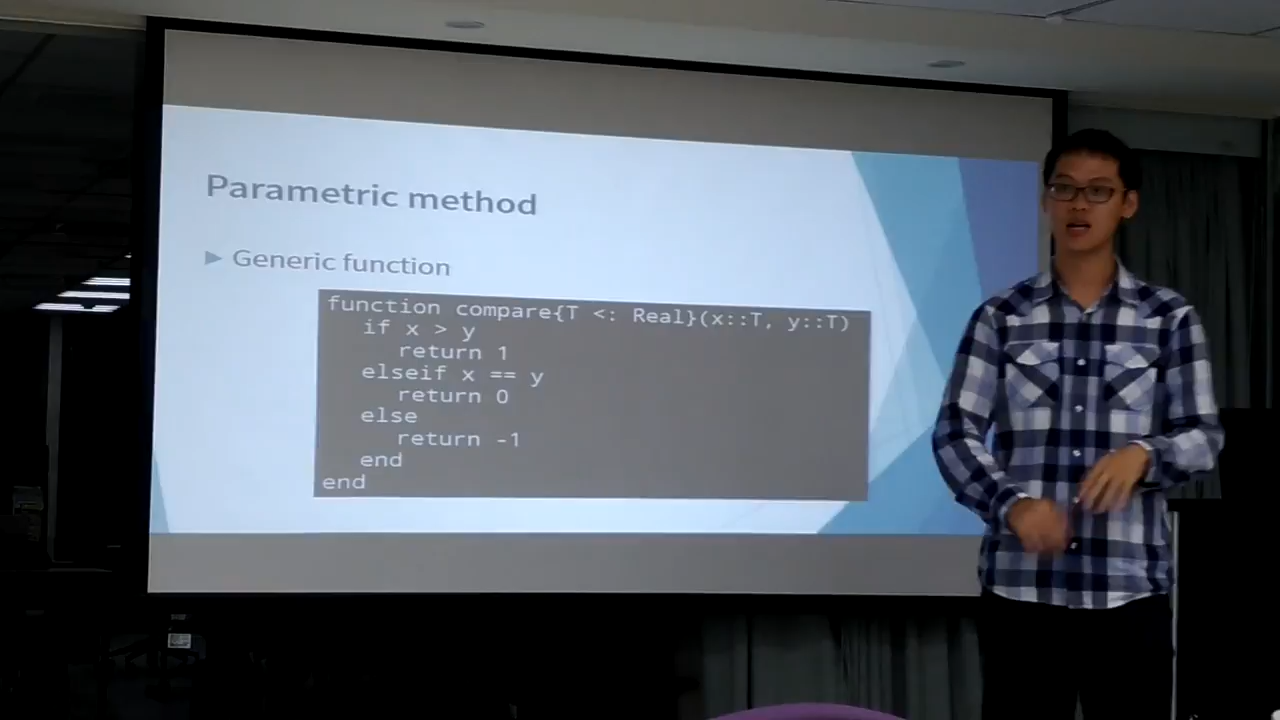 Parametric method
▶ Generic function
function compare{T <: Real}(x::T, y::T)
if x > y
return 1
elseif x == y
return 0
else
return -1
end
end